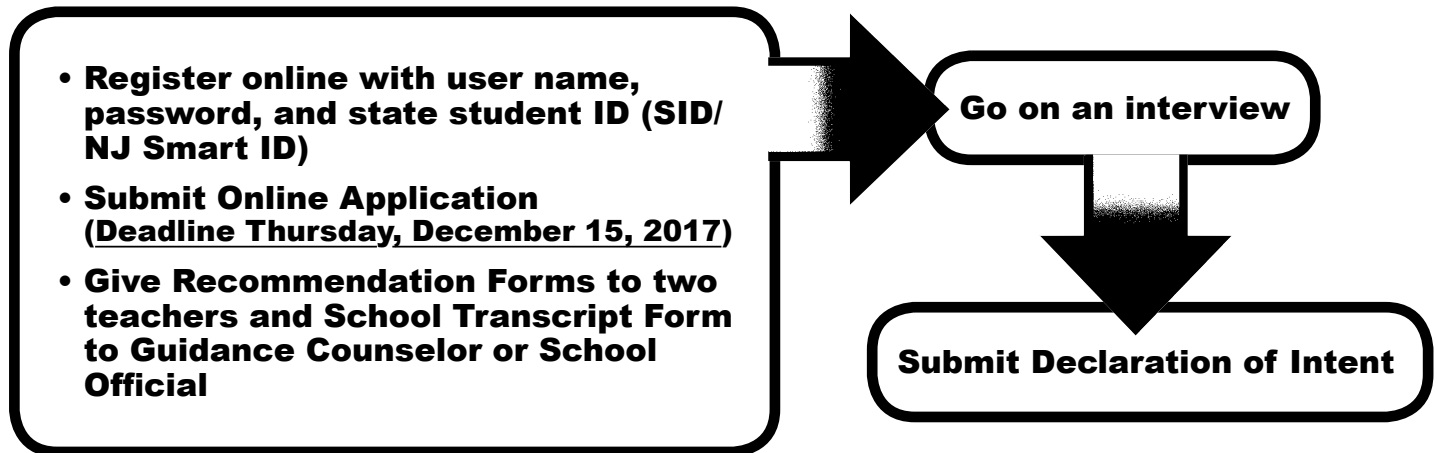 • Register online with user name,
password, and state student ID (SID/
NJ Smart ID)
• Submit Online Application
(Deadline Thursday, December 15, 2017)
• Give Recommendation Forms to two
teachers and School Transcript Form
to Guidance Counselor or School
Official
Go on an interview
Submit Declaration of Intent